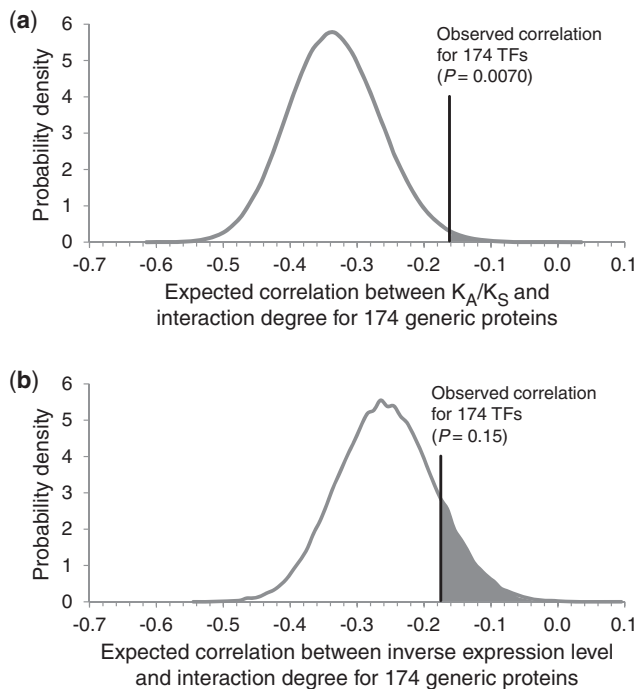 (a)
6
5
4
3
2
1
0
Probability density
Observed correlation
for 174 TFs
(P = 0.0070)
-0.7 -0.6 -0.5 -0.4 -0.3 -0.2 -0.1 0.0 0.1
Expected correlation between KA/KS and
interaction degree for 174 generic proteins
(b)
6
5
4
3
2
1
0
Probability density
Observed correlation
for 174 TFs
(P = 0.15)
-0.7 -0.6 -0.5 -0.4 -0.3 -0.2 -0.1 0.0 0.1
Expected correlation between inverse expression level
and interaction degree for 174 generic proteins